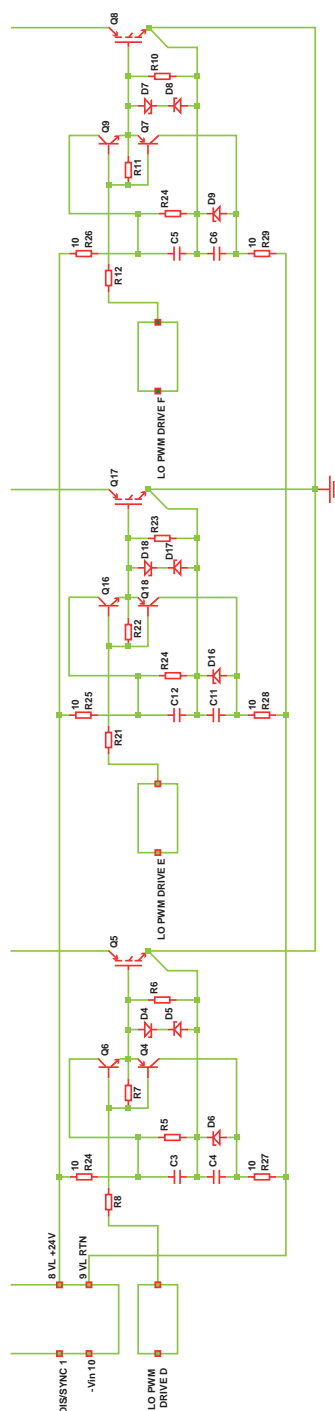 Q8
R10
D7
D8
Q9
Q7
R11
R24
D9
10
R26
C5
C6
10
R29
R12
LO PWM DRIVE F
Q17
R23
D18
D17
Q16
Q18
R22
R24
D16
10
R25
C12
C11
10
R28
R21
LO PWM DRIVE E
Q5
R6
D4
D5
Q6
Q4
R7
R5
D6
10
R24
C3
C4
10
R27
R8
8 VL +24V
9 VL RTN
DIS/SYNC 1
-Vin 10
LO PWM
DRIVE D